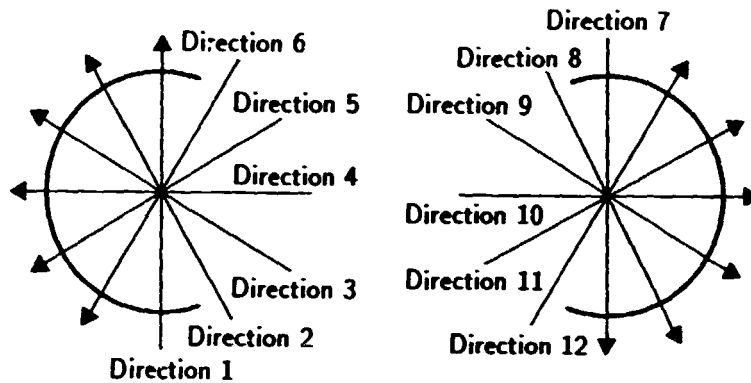 Direction 6
Direction 5
Direction 4
Direction 3
Direction 2
Direction 1
Direction 7
Direction 8
Direction 9
Direction 10
Direction 11
Direction 12